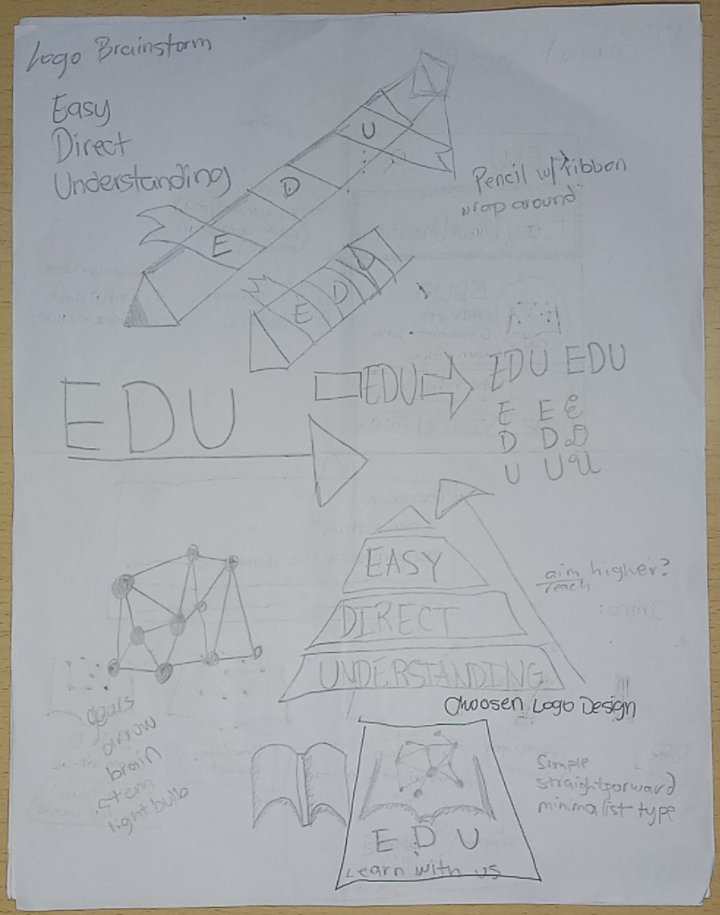 Logo Brainstorm
Easy
Direct
Understanding
U
D
E
Pencil w/ ribbon
wrap around
E D U
EDU
EDU
EDU EDU
E E E
D D D
U U U
EASY
DIRECT
UNDERSTANDING
aim higher?
reach
Choosen Logo Design
gears
arrow
brain
stem
light bulb
Simple
straightforward
minimalist type
E D U
Learn with us